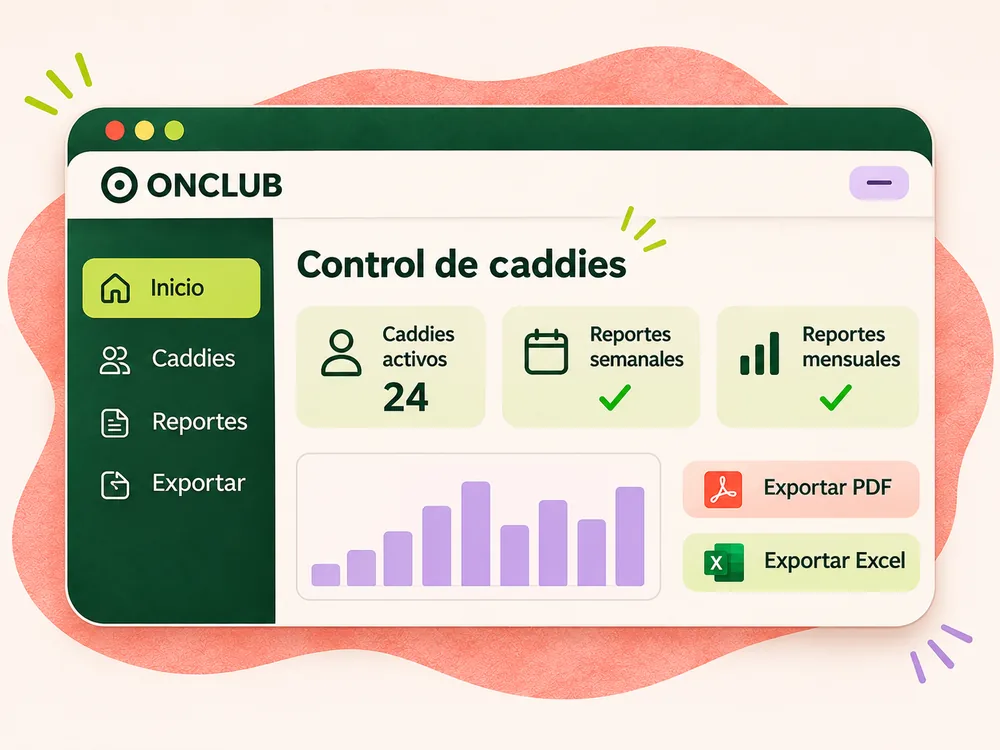 ONCLUB
Inicio
Caddies
Reportes
Exportar
Control de caddies
Caddies
activos
24
Reportes
semanales
Reportes
mensuales
Exportar PDF
X
Exportar Excel